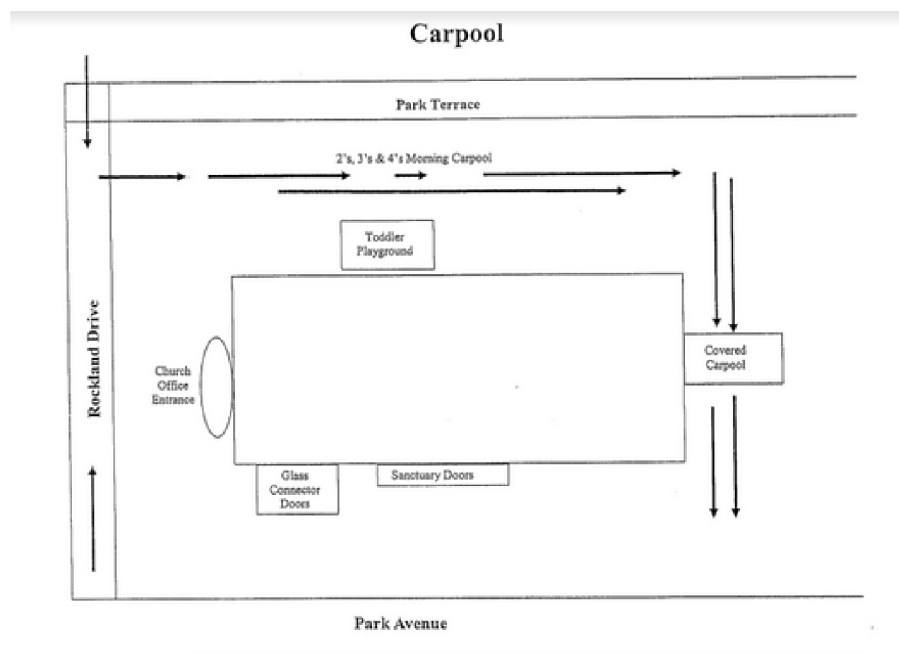 Carpool
Park Terrace
2's, 3's & 4's Morning Carpool
Toddler
Playground
Rockland Drive
Church
Office
Entrance
Covered
Carpool
Glass
Connector
Doors
Sanctuary Doors
Park Avenue